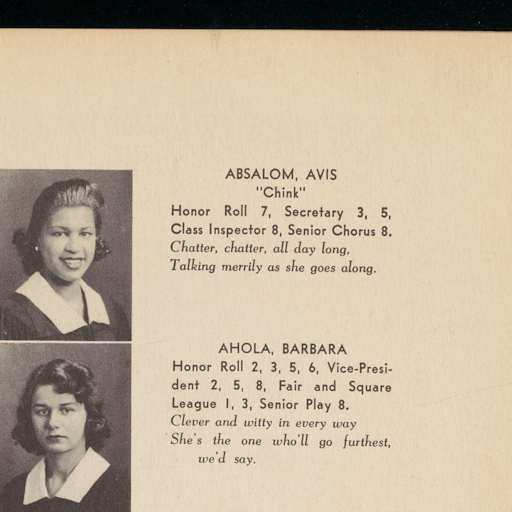 ABSALOM, AVIS
"Chink"
Honor Roll 7, Secretary 3, 5,
Class Inspector 8, Senior Chorus 8.
Chatter, chatter, all day long,
Talking merrily as she goes along.
AHOLA, BARBARA
Honor Roll 2, 3, 5, 6, Vice-Presi-
dent 2, 5, 8, Fair and Square
League 1, 3, Senior Play 8.
Clever and witty in every way
She's the one who'll go furthest,
we'd say.